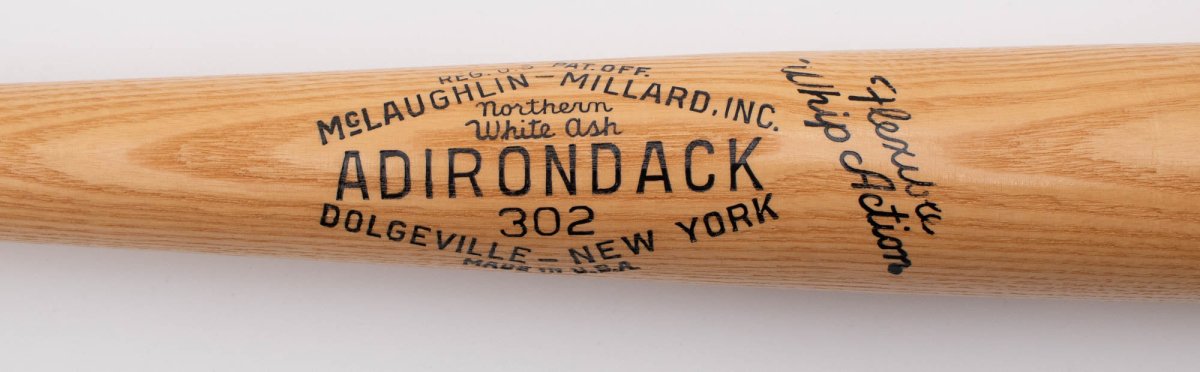 REG. U.S. PAT. OFF.
McLAUGHLIN-MILLARD, INC.
Northern
White Ash
ADIRONDACK
302
DOLGEVILLE-NEW YORK
MADE IN U.S.A.
"Flexible
Whip Action"